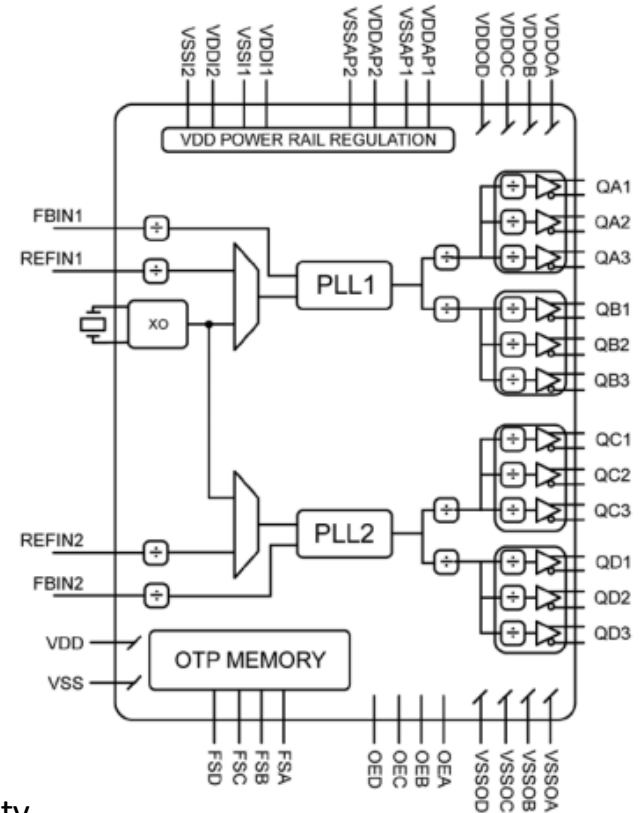 VSSI2
VDDI2
VSSI1
VDDI1
VSSAP2
VDDAP2
VSSAP1
VDDAP1
VDDOD
VDDOC
VDDOB
VDDOA
VDD POWER RAIL REGULATION
FBIN1
÷
REFIN1
÷
XO
PLL1
÷
÷
÷
QA1
÷
QA2
÷
QA3
÷
QB1
÷
QB2
÷
QB3
÷
QC1
÷
QC2
÷
QC3
PLL2
÷
÷
REFIN2
÷
FBIN2
÷
÷
QD1
÷
QD2
÷
QD3
VDD
VSS
OTP MEMORY
FSD
FSC
FSB
FSA
OED
OEC
OEB
OEA
VSSOD
VSSOC
VSSOB
VSSOA
ty